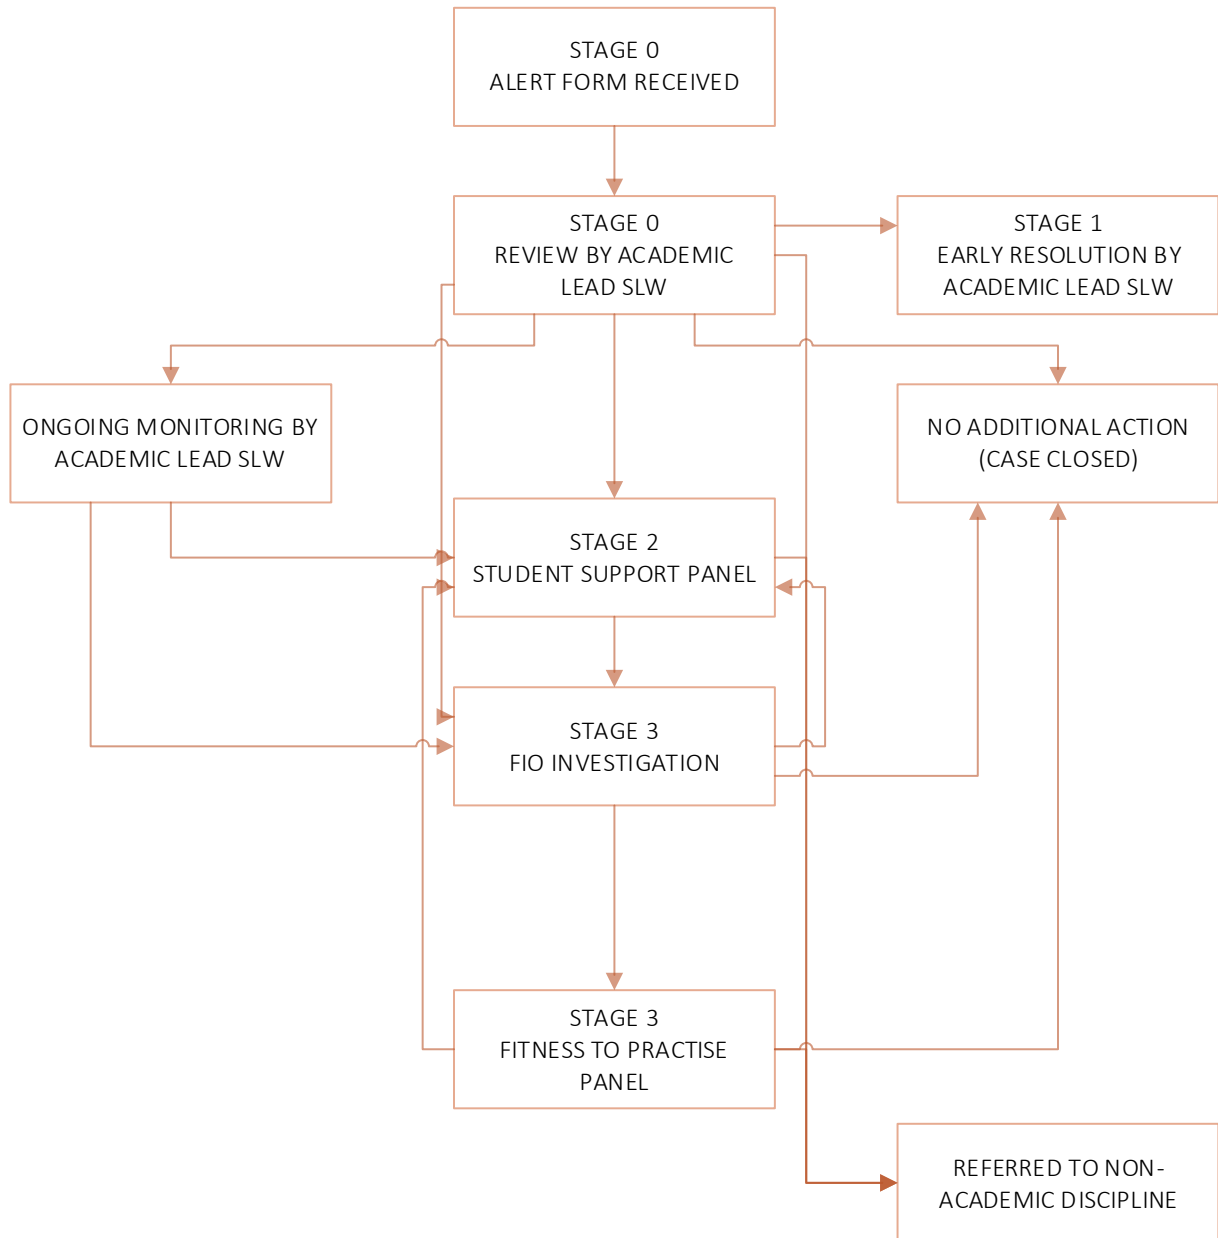 STAGE 0
ALERT FORM RECEIVED
STAGE 0
REVIEW BY ACADEMIC
LEAD SLW
STAGE 1
EARLY RESOLUTION BY
ACADEMIC LEAD SLW
ONGOING MONITORING BY
ACADEMIC LEAD SLW
NO ADDITIONAL ACTION
(CASE CLOSED)
STAGE 2
STUDENT SUPPORT PANEL
STAGE 3
FIO INVESTIGATION
STAGE 3
FITNESS TO PRACTISE
PANEL
REFERRED TO NON-
ACADEMIC DISCIPLINE